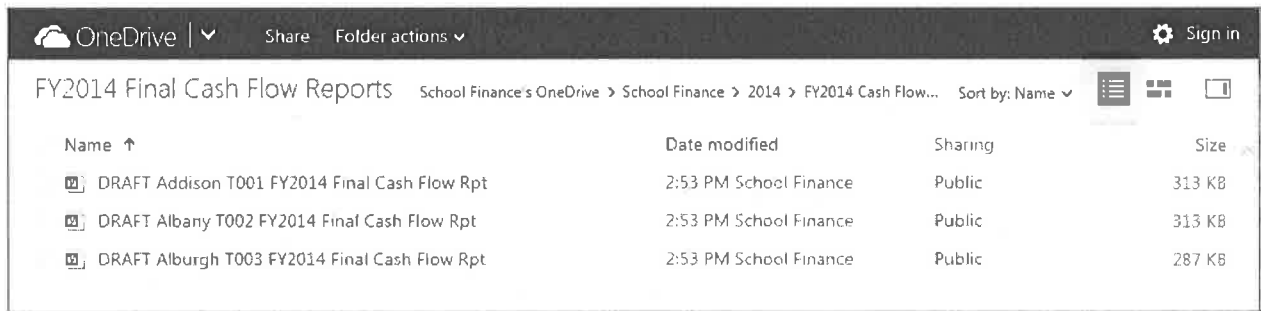 OneDrive Share Folder actions Sign in
FY2014 Final Cash Flow Reports School Finance's OneDrive > School Finance > 2014 > FY2014 Cash Flow... Sort by: Name
Name ↑ Date modified Sharing Size
DRAFT Addison T001 FY2014 Final Cash Flow Rpt 2:53 PM School Finance Public 313 KB
DRAFT Albany T002 FY2014 Final Cash Flow Rpt 2:53 PM School Finance Public 313 KB
DRAFT Alburgh T003 FY2014 Final Cash Flow Rpt 2:53 PM School Finance Public 287 KB